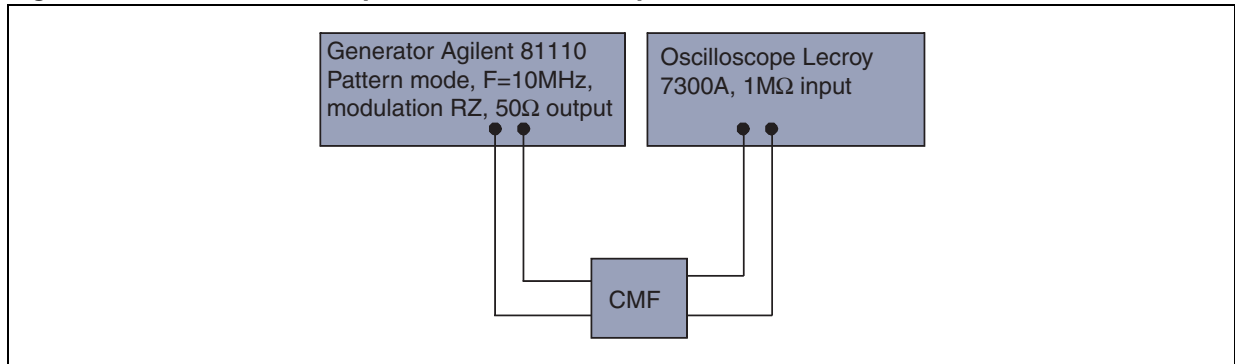 Generator Agilent 81110
Pattern mode, F=10MHz,
modulation RZ, 50Ω output
Oscilloscope Lecroy
7300A, 1MΩ input
CMF